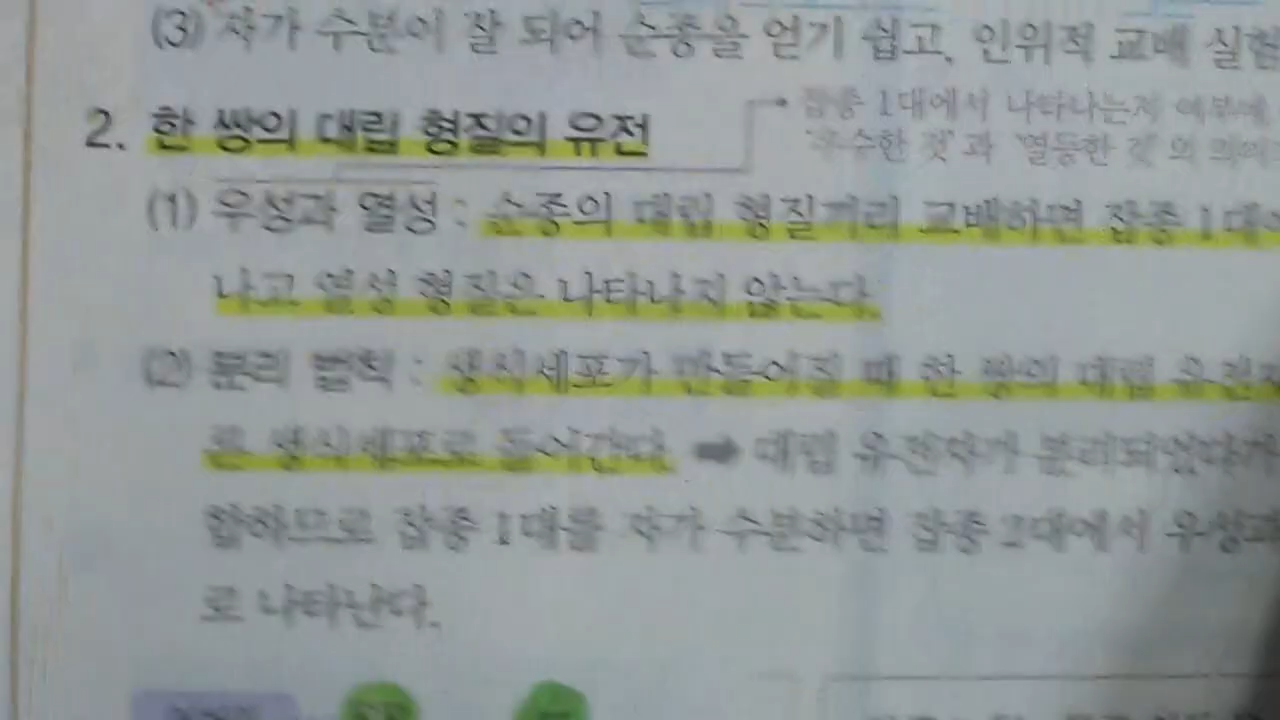 (3) 자가 수분이 잘 되어 순종을 얻기 쉽고, 인위적 교배 실험
잡종 1대에서 나타나는지 여부에
2. 한 쌍의 대립 형질의 유전
'우수한 것'과 '열등한 것'의
(1) 우성과 열성 : 순종의 대립 형질끼리 교배하면 잡종 1대
나고 열성 형질은 나타나지 않는다.
(2) 분리 법칙 : 생식세포가 만들어질 때 한 쌍의 대립 유전
른 생식세포로 들어간다. ➡ 대립 유전자가 분리되었다가
합하므로 잡종 1대를 자가 수분하면 잡종 2대에서 우성과
로 나타난다.